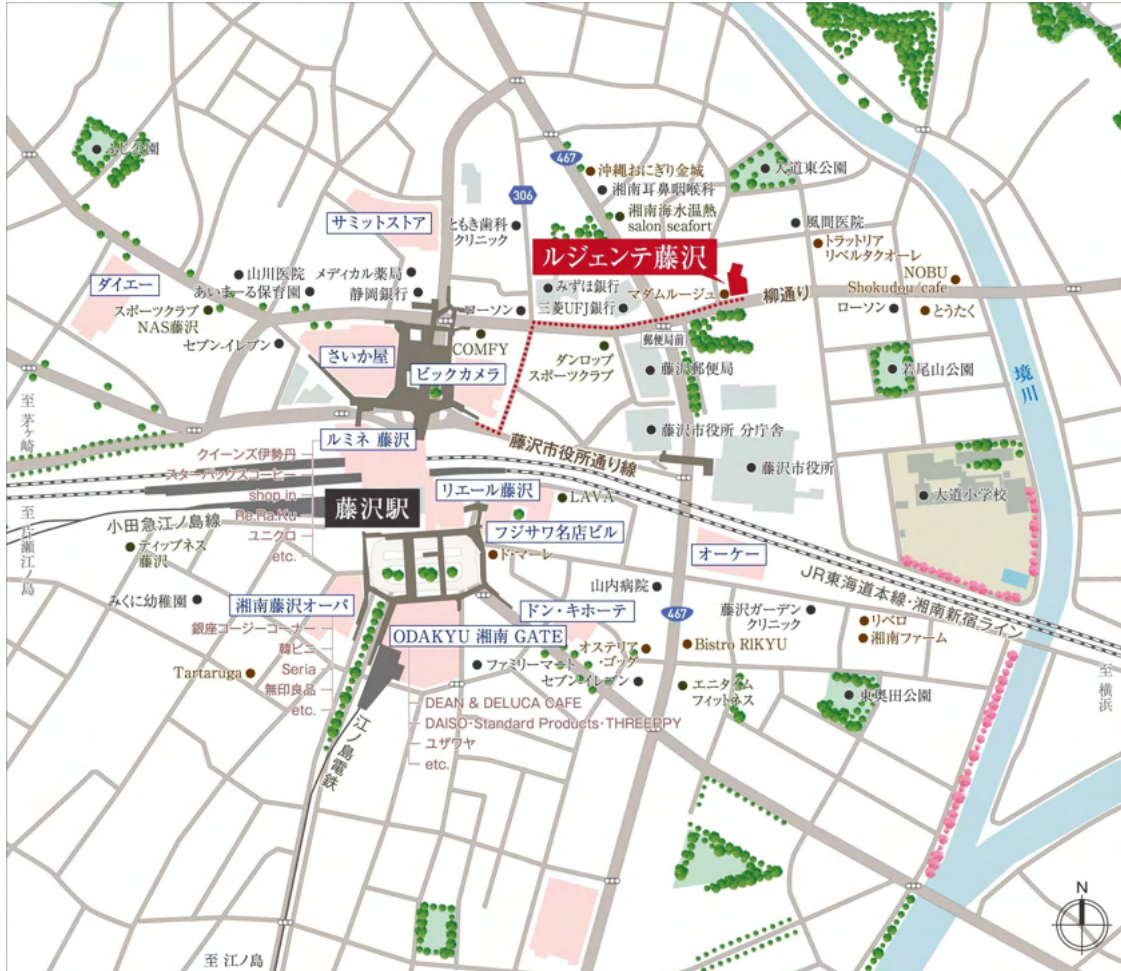 ふじ公園
467
沖縄おにぎり金城
湘南耳鼻咽喉科
大道東公園
306
湘南海水温熱
salon seafort
サミットストア
ともき歯科
クリニック
風間医院
トラットリア
リベルタクオーレ
ルジェンテ藤沢
NOBU
Shokudou/cafe
ダイエー
山川医院
メディカル薬局
あいまーる保育園
静岡銀行
みずほ銀行
マダムルージュ
柳通り
スポーツクラブ
NAS藤沢
ローソン
三菱UFJ銀行
ローソン
とうたく
セブン-イレブン
COMFY
郵便局前
さいか屋
ビックカメラ
ダンロップ
スポーツクラブ
藤沢郵便局
若尾山公園
境川
至 茅ヶ崎
ルミネ 藤沢
藤沢市役所通り線
藤沢市役所 分庁舎
クイーンズ伊勢丹
スターバックスコーヒー
shop in
Re.Ra.Ku
ユニクロ
etc.
藤沢市役所
リエール藤沢
LAVA
大道小学校
藤沢駅
小田急江ノ島線
フジサワ名店ビル
至 片瀬江ノ島
ティップネス
藤沢
ド・マーレ
オーケー
JR東海道本線・湘南新宿ライン
みくに幼稚園
山内病院
湘南藤沢オーパ
ドン・キホーテ
467
藤沢ガーデン
クリニック
リベロ
湘南ファーム
銀座コージーコーナー
韓ビニ
Seria
無印良品
etc.
ODAKYU 湘南 GATE
オステリア
・ゴッグ
Bistro RIKYU
Tartaruga
ファミリーマート
セブン-イレブン
エニタイム
フィットネス
東奥田公園
至 横浜
DEAN & DELUCA CAFE
DAISO・Standard Products・THREEPPY
ユザワヤ
etc.
江ノ島電鉄
N
至 江ノ島